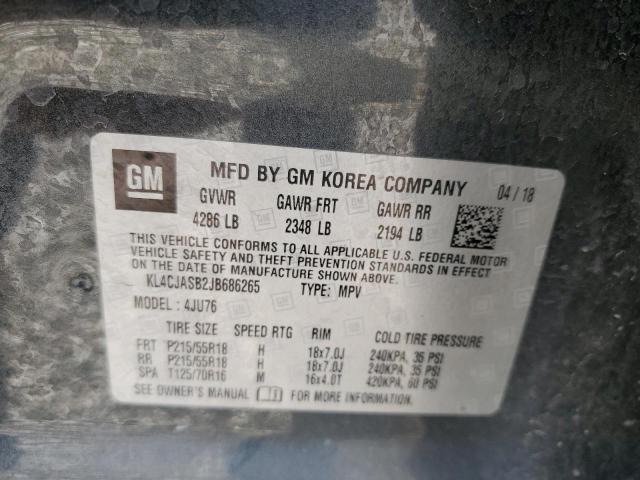 GM
MFD BY GM KOREA COMPANY 04 / 18
GVWR GAWR FRT GAWR RR
4286 LB 2348 LB 2194 LB
THIS VEHICLE CONFORMS TO ALL APPLICABLE U.S. FEDERAL MOTOR
VEHICLE SAFETY AND THEFT PREVENTION STANDARDS IN EFFECT
ON THE DATE OF MANUFACTURE SHOWN ABOVE.
KL4CJASB2JB686265 TYPE: MPV
MODEL : 4JU76
TIRE SIZE SPEED RTG RIM COLD TIRE PRESSURE
FRT P215/55R18 H 18x7.0J 240KPA, 35 PSI
RR P215/55R18 H 18x7.0J 240KPA, 35 PSI
SPA T125/70R16 M 16x4.0T 420KPA, 60 PSI
SEE OWNER'S MANUAL FOR MORE INFORMATION